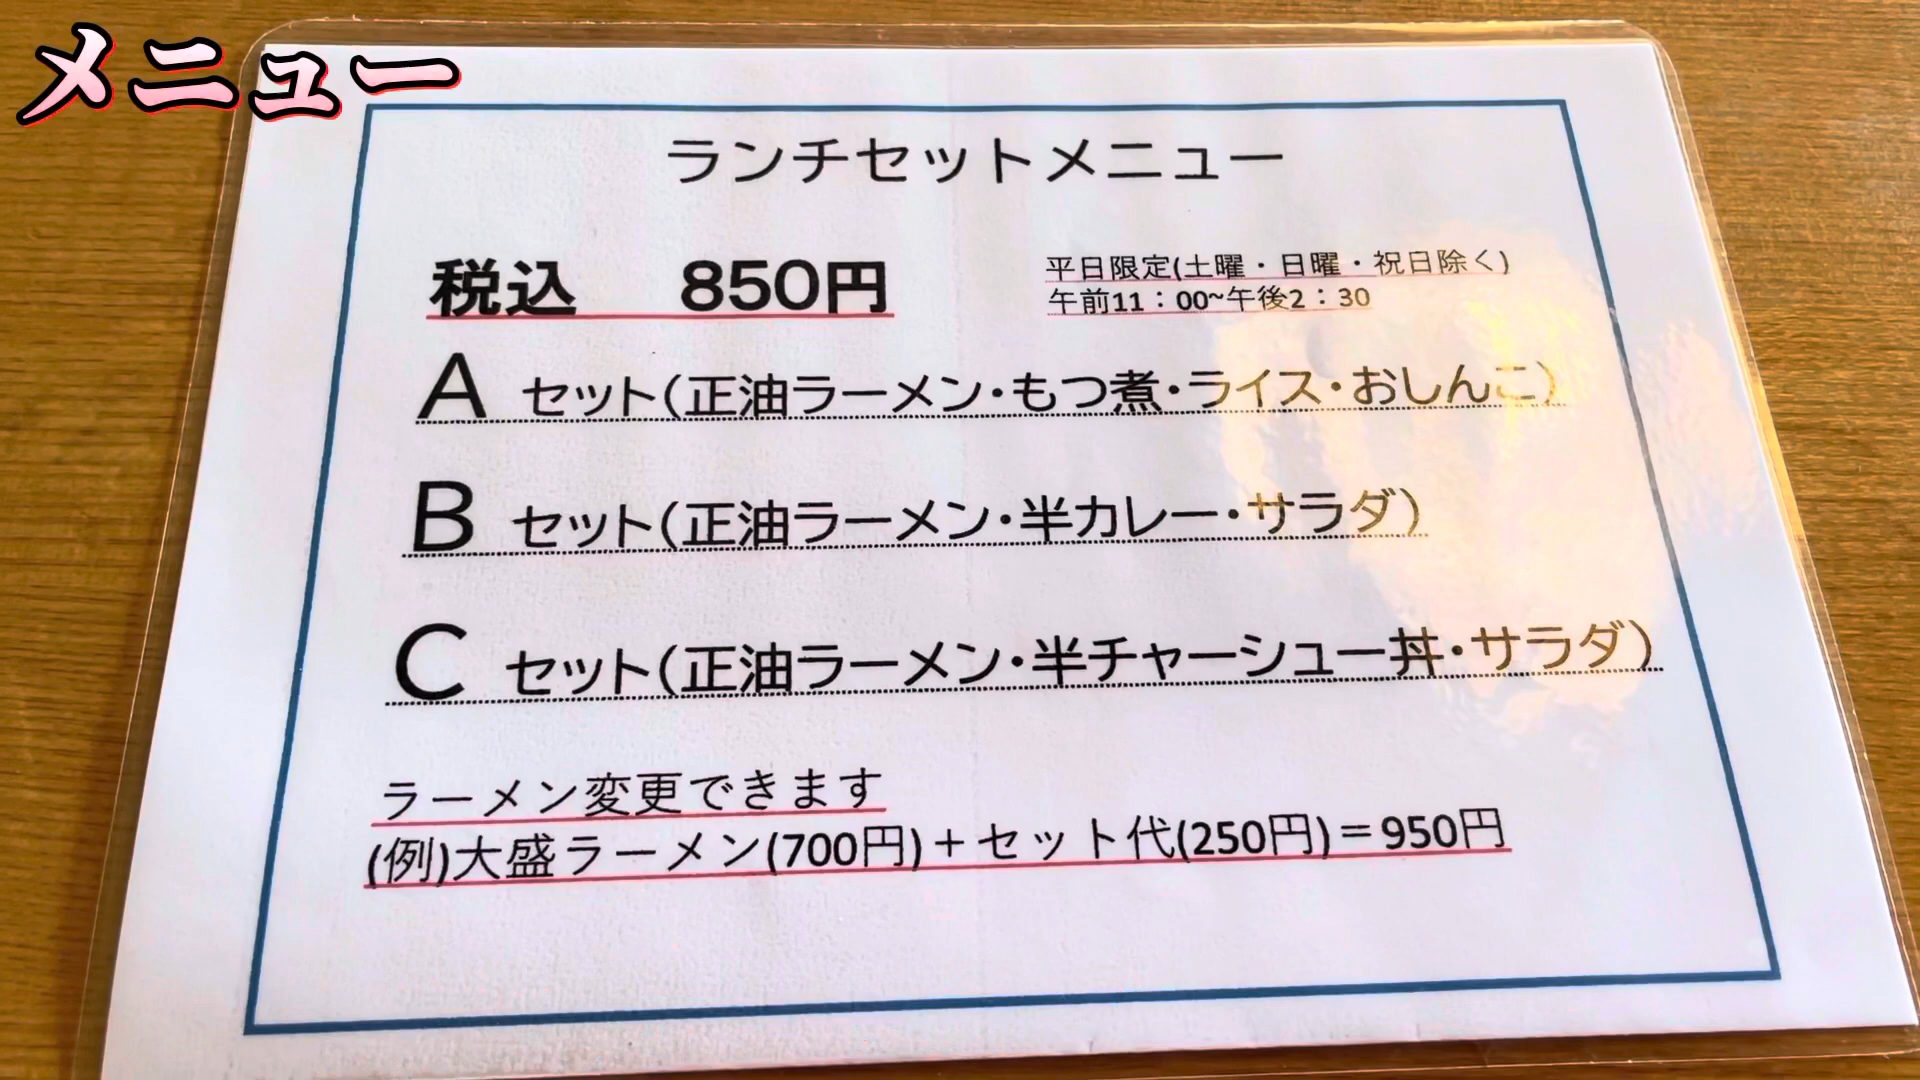 メニュー
ランチセットメニュー
税込　850円
平日限定(土曜・日曜・祝日除く)
午前11：00~午後2：30
A セット(正油ラーメン・もつ煮・ライス・おしんこ)
B セット(正油ラーメン・半カレー・サラダ)
C セット(正油ラーメン・半チャーシュー丼・サラダ)
ラーメン変更できます
(例)大盛ラーメン(700円)＋セット代(250円)＝950円